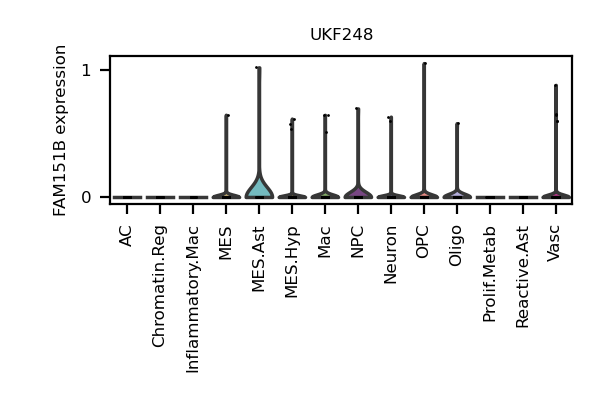 UKF248
FAM151B expression
1
0
AC
Chromatin.Reg
Inflammatory.Mac
MES
MES.Ast
MES.Hyp
Mac
NPC
Neuron
OPC
Oligo
Prolif.Metab
Reactive.Ast
Vasc